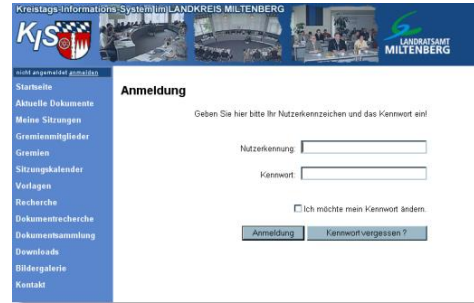 Kreistags-Informations-System im LANDKREIS MILTENBERG
KIS
LANDRATSAMT
MILTENBERG
nicht angemeldet anmelden
Startseite
Aktuelle Dokumente
Meine Sitzungen
Gremienmitglieder
Gremien
Sitzungskalender
Vorlagen
Recherche
Dokumentrecherche
Dokumentsammlung
Downloads
Bildergalerie
Kontakt
Anmeldung
Geben Sie hier bitte Ihr Nutzerkennzeichen und das Kennwort ein!
Nutzerkennung:
Kennwort:
Ich möchte mein Kennwort ändern.
Anmeldung
Kennwort vergessen ?